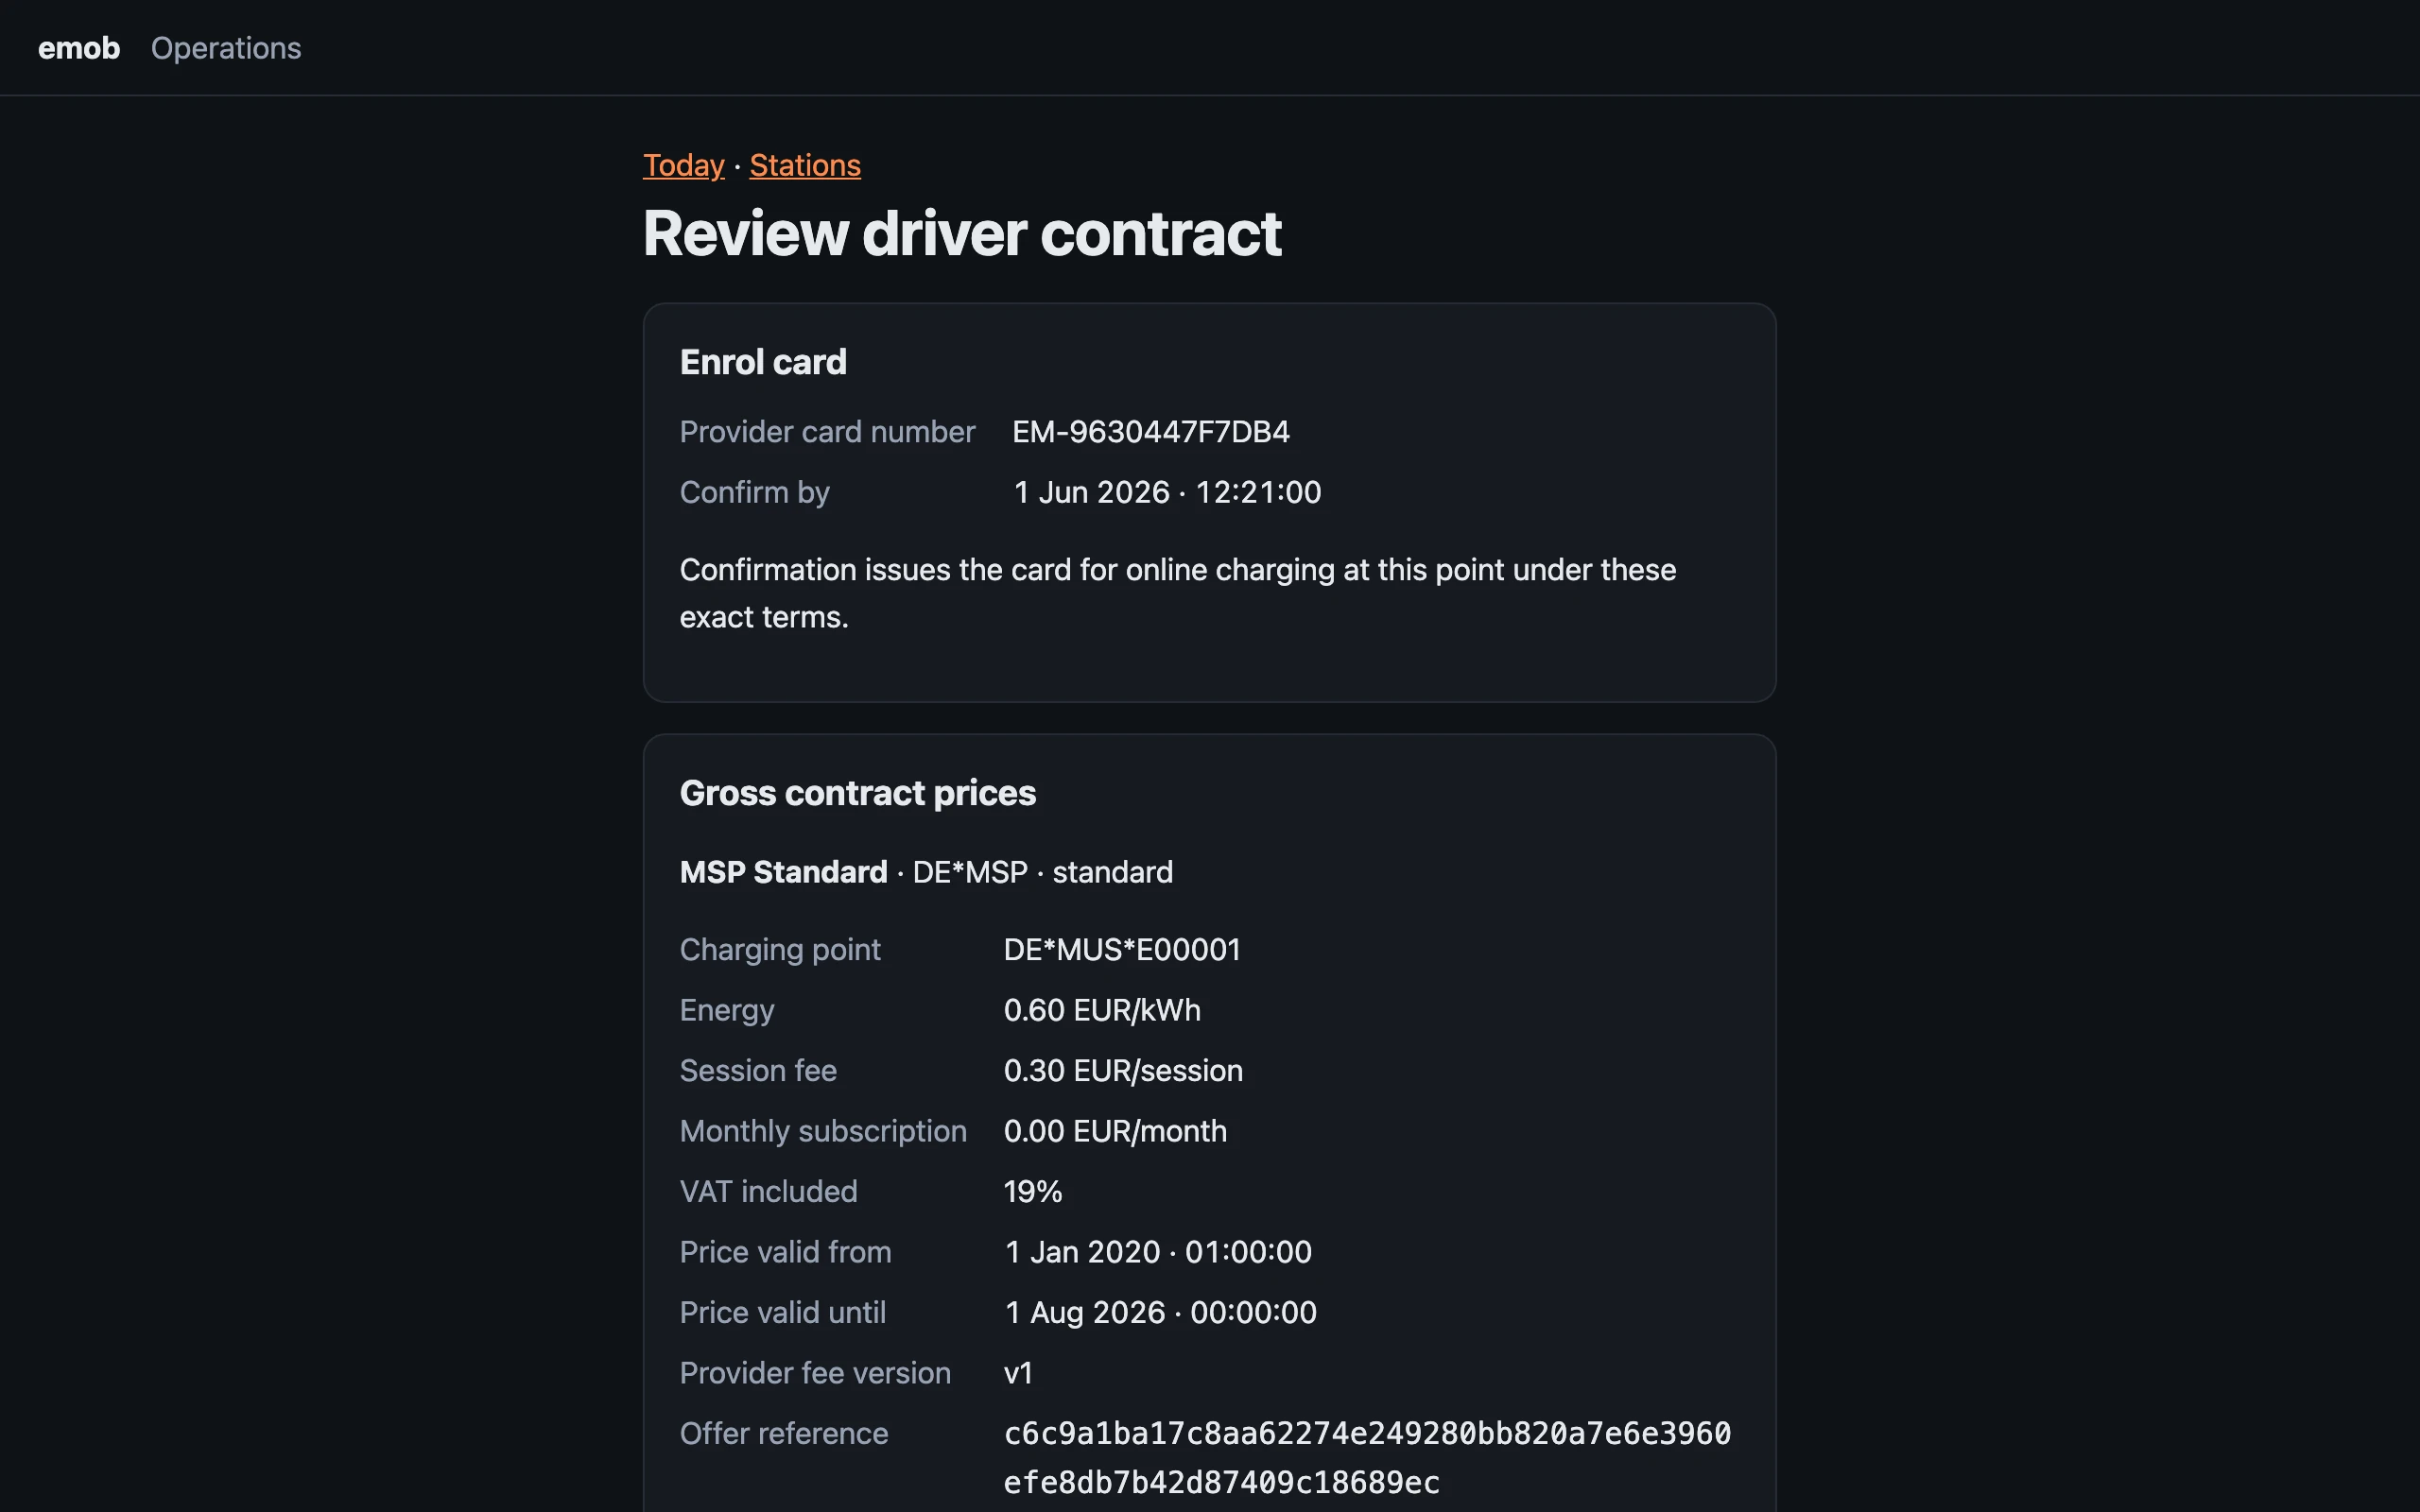 emob Operations
Today · Stations
Review driver contract
Enrol card
Provider card number EM-9630447F7DB4
Confirm by 1 Jun 2026 · 12:21:00
Confirmation issues the card for online charging at this point under these
exact terms.
Gross contract prices
MSP Standard · DE*MSP · standard
Charging point DE*MUS*E00001
Energy 0.60 EUR/kWh
Session fee 0.30 EUR/session
Monthly subscription 0.00 EUR/month
VAT included 19%
Price valid from 1 Jan 2020 · 01:00:00
Price valid until 1 Aug 2026 · 00:00:00
Provider fee version v1
Offer reference c6c9a1ba17c8aa62274e249280bb820a7e6e3960
efe8db7b42d87409c18689ec